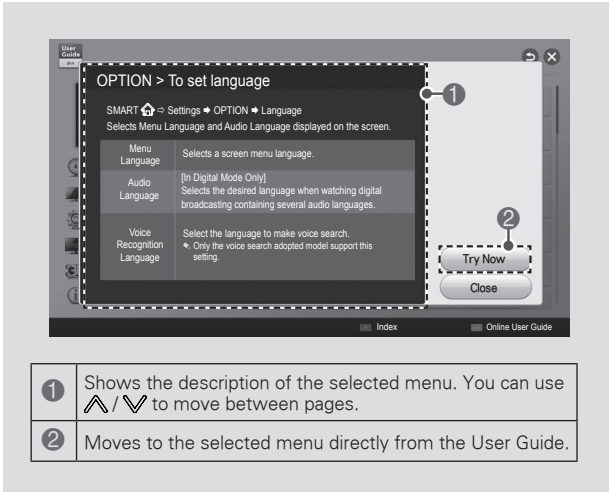 User
Guide
OPTION > To set language
SMART ⇨ Settings ➡ OPTION ➡ Language
Selects Menu Language and Audio Language displayed on the screen.
Menu
Language
Selects a screen menu language.
Audio
Language
[In Digital Mode Only]
Selects the desired language when watching digital
broadcasting containing several audio languages.
Voice
Recognition
Language
Select the language to make voice search.
Only the voice search adopted model support this
setting.
1
2
Try Now
Close
Index
Online User Guide
1
Shows the description of the selected menu. You can use
/ to move between pages.
2
Moves to the selected menu directly from the User Guide.